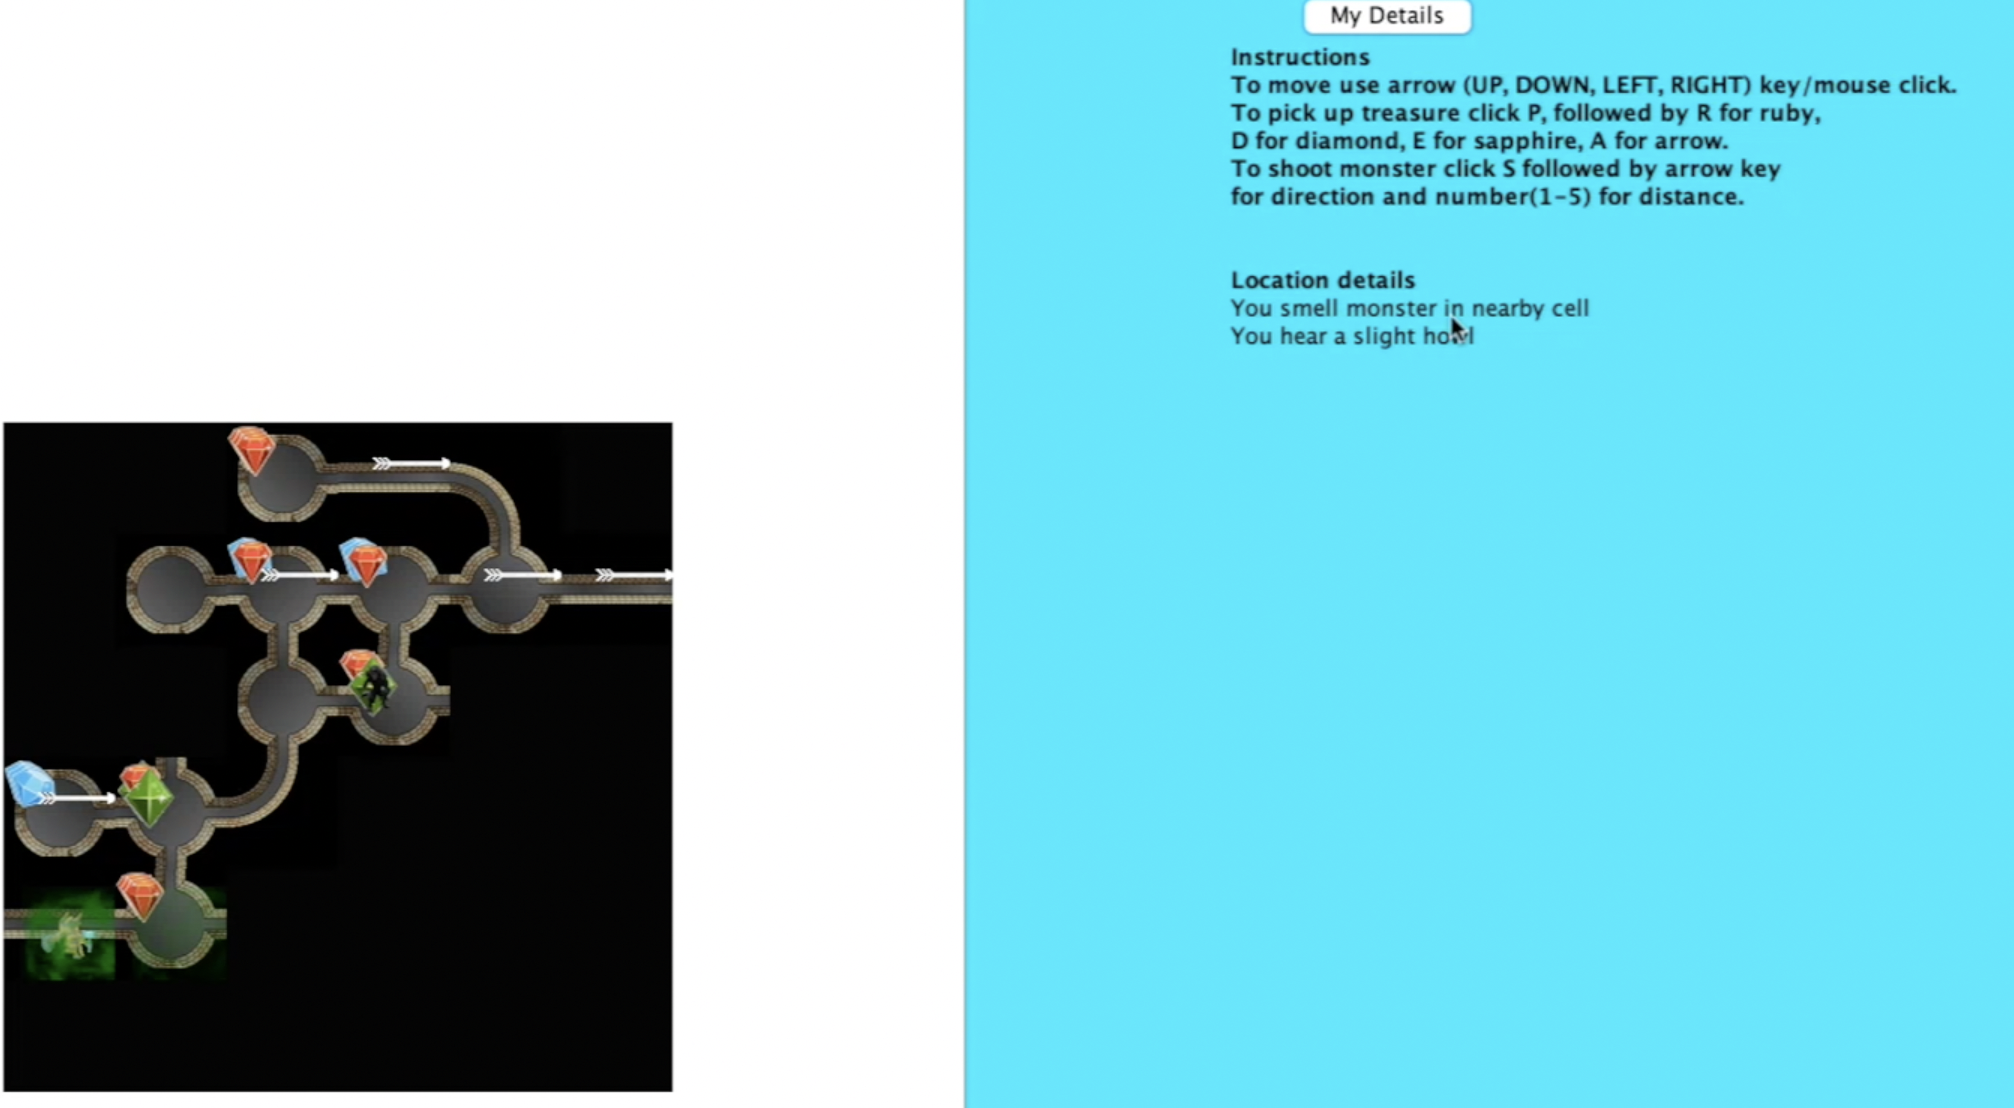 My Details
Instructions
To move use arrow (UP, DOWN, LEFT, RIGHT) key/mouse click.
To pick up treasure click P, followed by R for ruby,
D for diamond, E for sapphire, A for arrow.
To shoot monster click S followed by arrow key
for direction and number(1-5) for distance.
Location details
You smell monster in nearby cell
You hear a slight howl